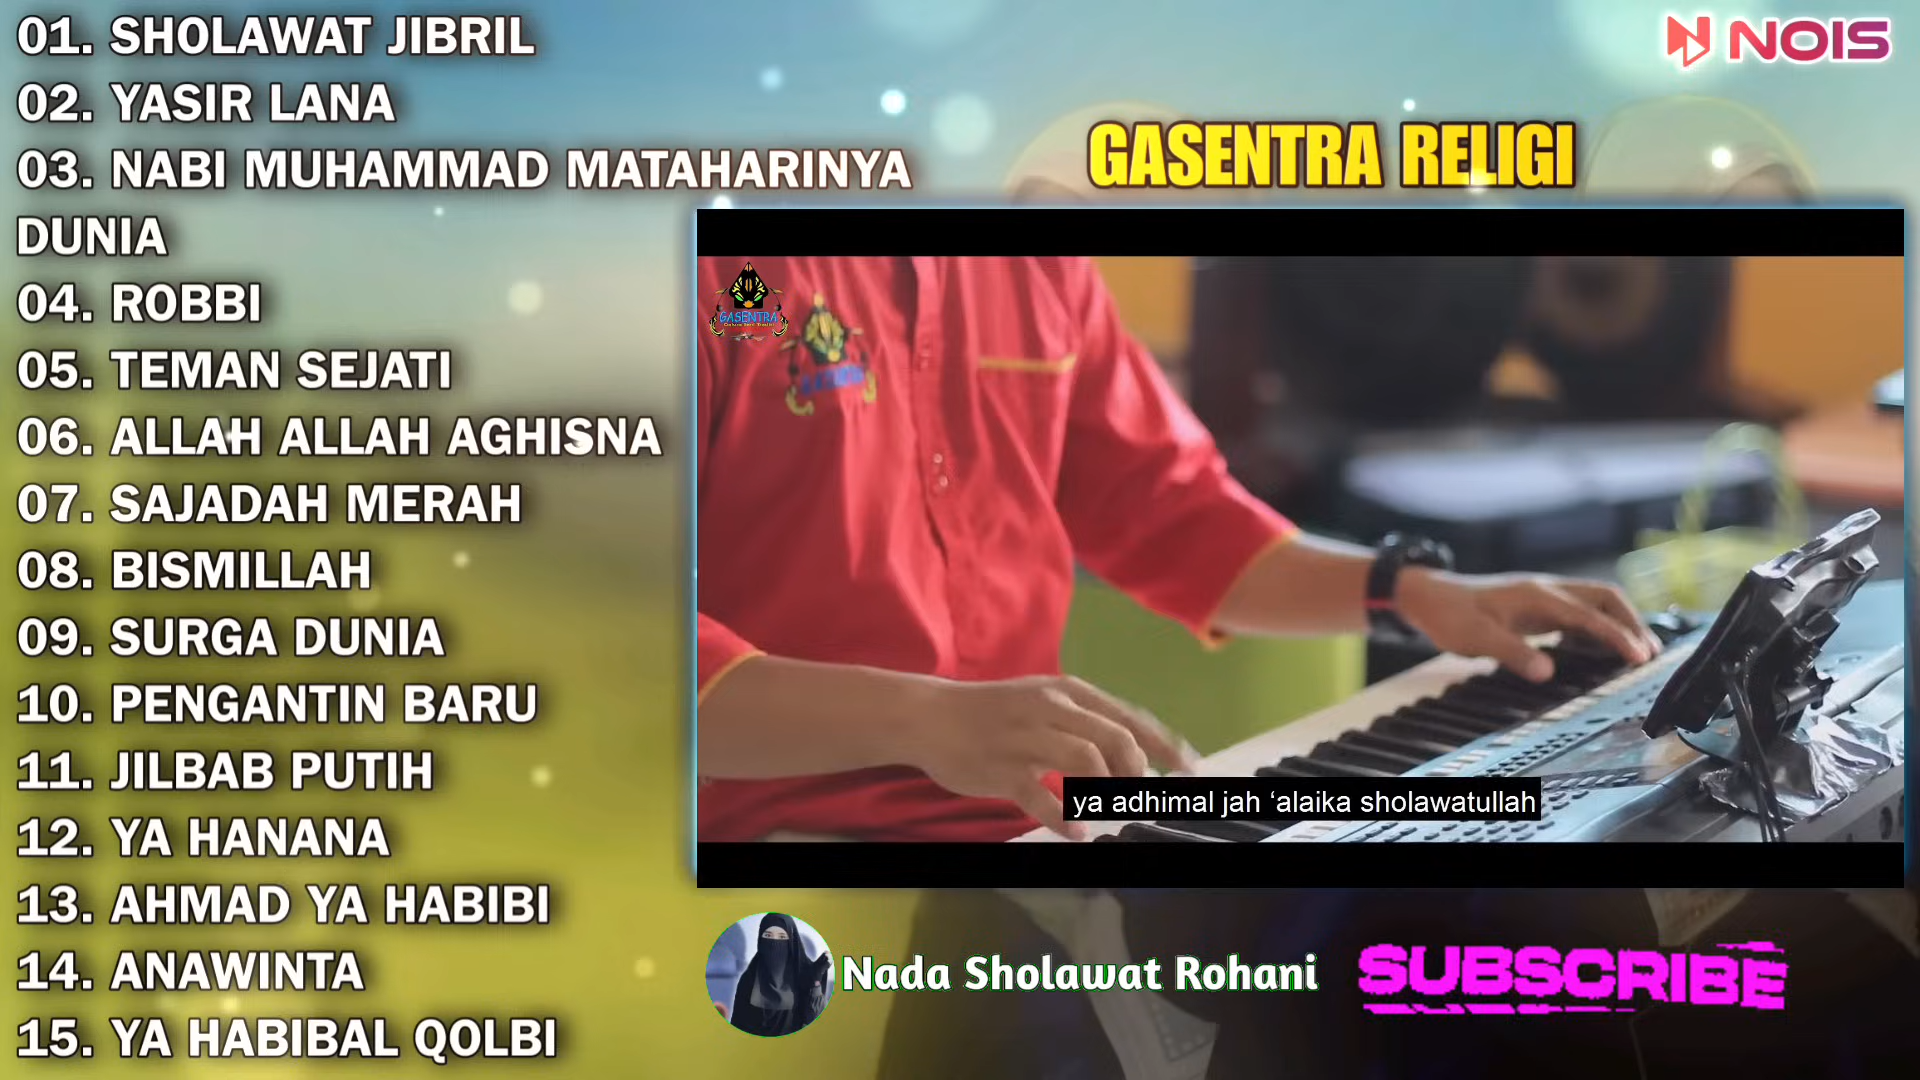 01. SHOLAWAT JIBRIL
02. YASIR LANA
03. NABI MUHAMMAD MATAHARINYA
DUNIA
04. ROBBI
05. TEMAN SEJATI
06. ALLAH ALLAH AGHISNA
07. SAJADAH MERAH
08. BISMILLAH
09. SURGA DUNIA
10. PENGANTIN BARU
11. JILBAB PUTIH
12. YA HANANA
13. AHMAD YA HABIBI
14. ANAWINTA
15. YA HABIBAL QOLBI
NOIS
GASENTRA RELIGI
GASENTRA
ya adhimal jah ‘alaika sholawatullah
Nada Sholawat Rohani
SUBSCRIBE